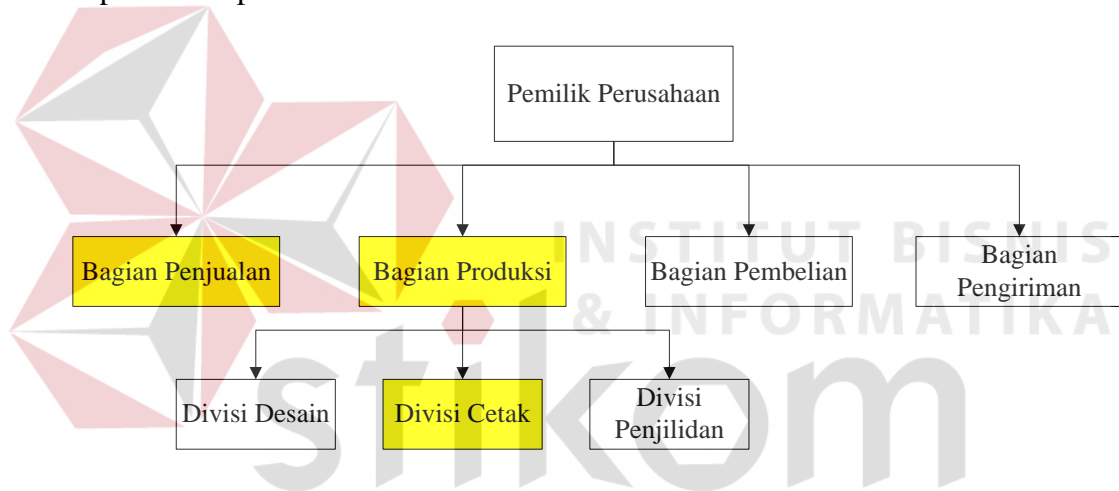 Pemilik Perusahaan
Bagian Penjualan
Bagian Produksi
Bagian Pembelian
Bagian
Pengiriman
Divisi Desain
Divisi Cetak
Divisi
Penjilidan
INSTITUT BISNIS
& INFORMATIKA
stikom